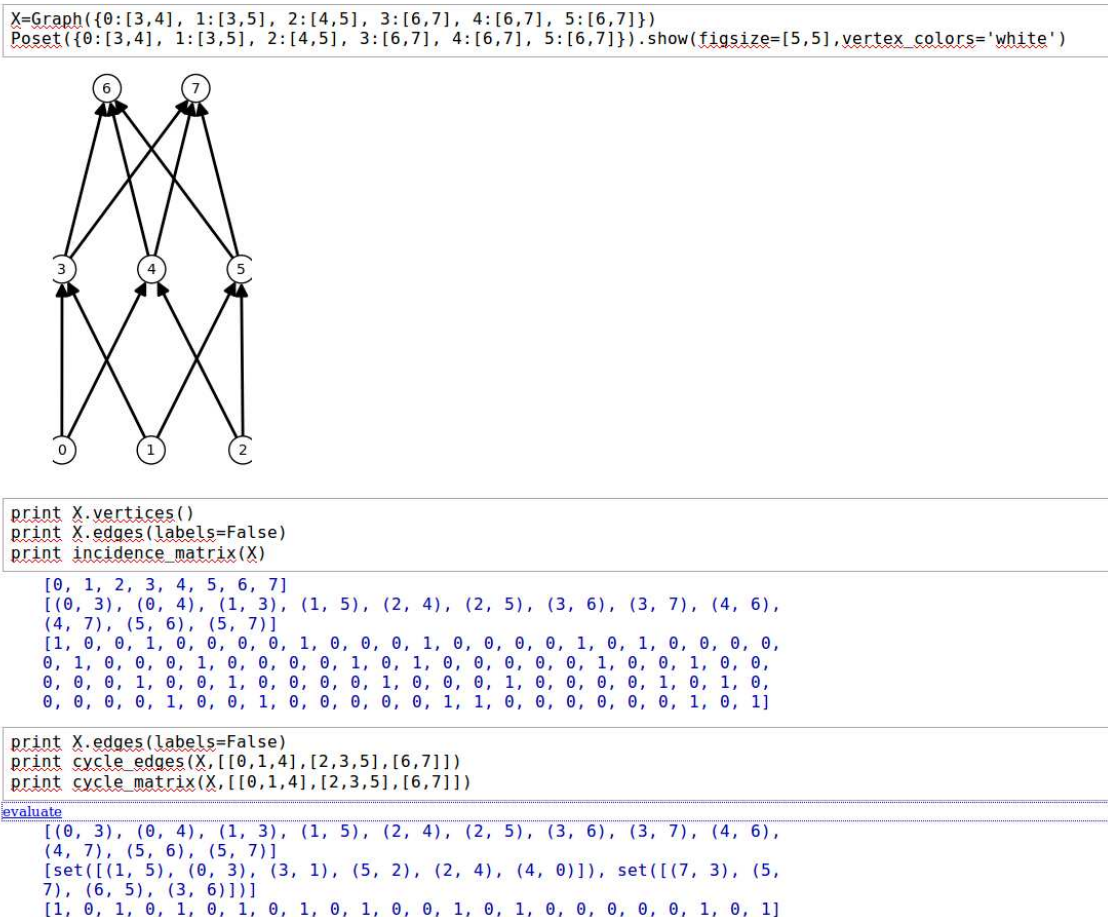 X=Graph({0:[3,4], 1:[3,5], 2:[4,5], 3:[6,7], 4:[6,7], 5:[6,7]})
Poset({0:[3,4], 1:[3,5], 2:[4,5], 3:[6,7], 4:[6,7], 5:[6,7]}).show(figsize=[5,5],vertex_colors='white')
6 7
3 4 5
0 1 2
print X.vertices()
print X.edges(labels=False)
print incidence_matrix(X)
[0, 1, 2, 3, 4, 5, 6, 7]
[(0, 3), (0, 4), (1, 3), (1, 5), (2, 4), (2, 5), (3, 6), (3, 7), (4, 6),
(4, 7), (5, 6), (5, 7)]
[1, 0, 0, 1, 0, 0, 0, 0, 1, 0, 0, 0, 1, 0, 0, 0, 0, 1, 0, 1, 0, 0, 0, 0,
0, 1, 0, 0, 0, 1, 0, 0, 0, 0, 1, 0, 1, 0, 0, 0, 0, 0, 1, 0, 0, 1, 0, 0,
0, 0, 0, 1, 0, 0, 1, 0, 0, 0, 0, 1, 0, 0, 0, 1, 0, 0, 0, 0, 1, 0, 1, 0,
0, 0, 0, 0, 1, 0, 0, 1, 0, 0, 0, 0, 0, 1, 1, 0, 0, 0, 0, 0, 0, 1, 0, 1]
print X.edges(labels=False)
print cycle_edges(X,[[0,1,4],[2,3,5],[6,7]])
print cycle_matrix(X,[[0,1,4],[2,3,5],[6,7]])
evaluate
[(0, 3), (0, 4), (1, 3), (1, 5), (2, 4), (2, 5), (3, 6), (3, 7), (4, 6),
(4, 7), (5, 6), (5, 7)]
[set([(1, 5), (0, 3), (3, 1), (5, 2), (2, 4), (4, 0)]), set([(7, 3), (5,
7), (6, 5), (3, 6)])]
[1, 0, 1, 0, 1, 0, 1, 0, 1, 0, 1, 0, 0, 1, 0, 1, 0, 0, 0, 0, 0, 1, 0, 1]